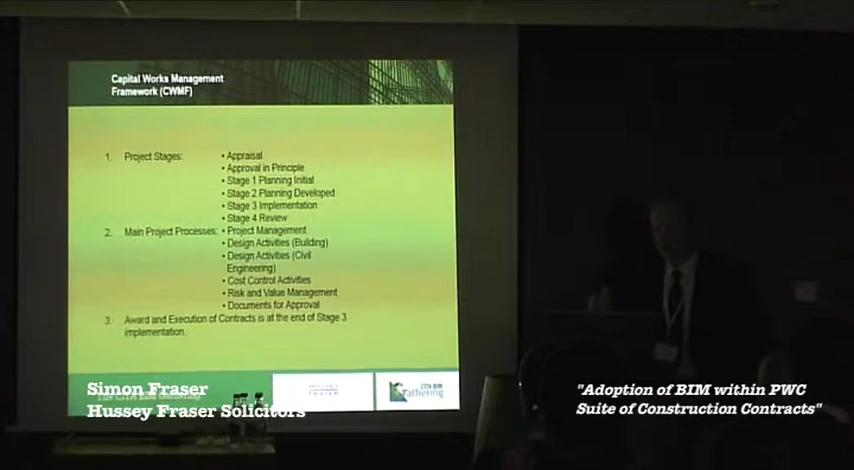 Capital Works Management
Framework (CWMF)
1. Project Stages: • Appraisal
• Approval in Principle
• Stage 1 Planning Initial
• Stage 2 Planning Developed
• Stage 3 Implementation
• Stage 4 Review
2. Main Project Processes: • Project Management
• Design Activities (Building)
• Design Activities (Civil
Engineering)
• Cost Control Activities
• Risk and Value Management
• Documents for Approval
3. Award and Execution of Contracts is at the end of Stage 3
implementation.
CITA BIM
Gathering
Simon Fraser
Hussey Fraser Solicitors
"Adoption of BIM within PWC
Suite of Construction Contracts"